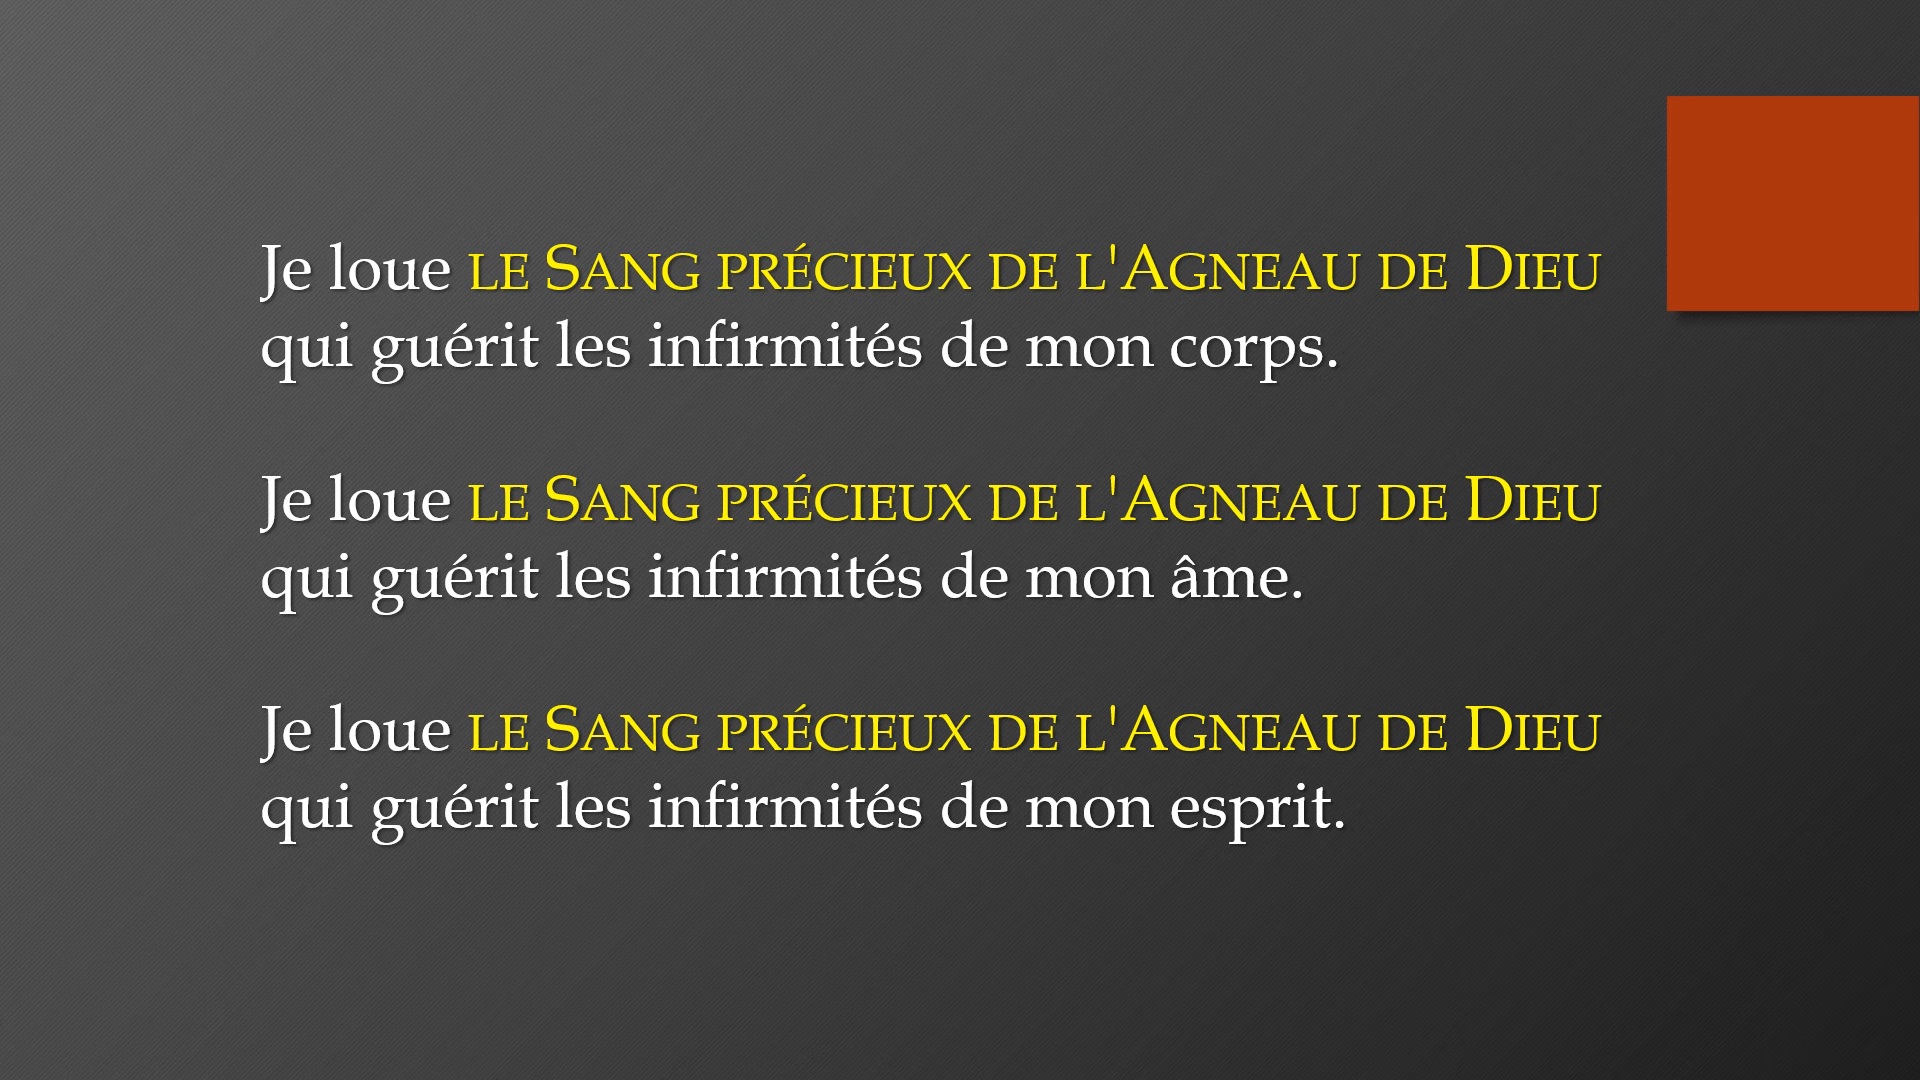 Je loue LE SANG PRÉCIEUX DE L'AGNEAU DE DIEU
qui guérit les infirmités de mon corps.
Je loue LE SANG PRÉCIEUX DE L'AGNEAU DE DIEU
qui guérit les infirmités de mon âme.
Je loue LE SANG PRÉCIEUX DE L'AGNEAU DE DIEU
qui guérit les infirmités de mon esprit.